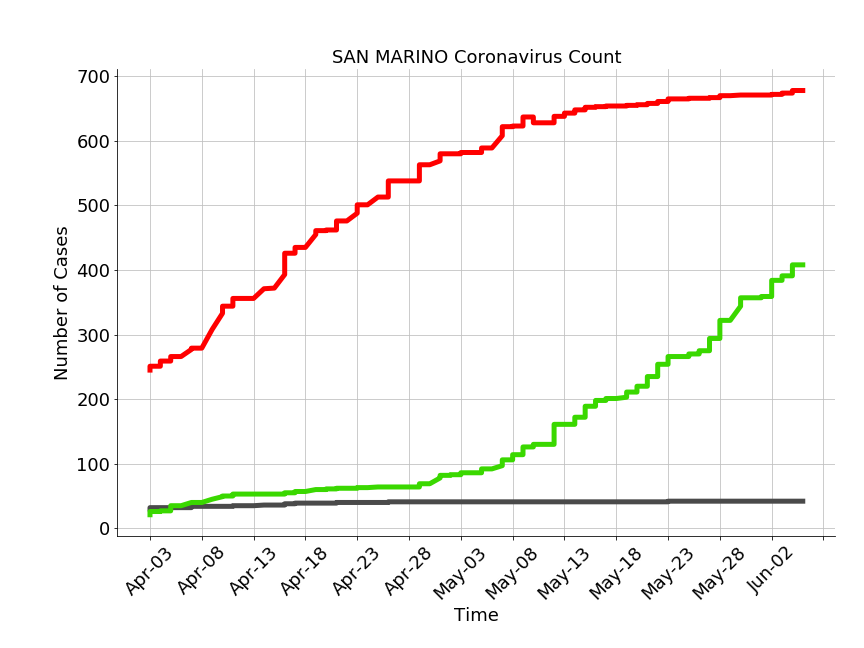 SAN MARINO Coronavirus Count
700
600
500
400
300
200
100
0
Number of Cases
Apr-03
Apr-08
Apr-13
Apr-18
Apr-23
Apr-28
May-03
May-08
May-13
May-18
May-23
May-28
Jun-02
Time